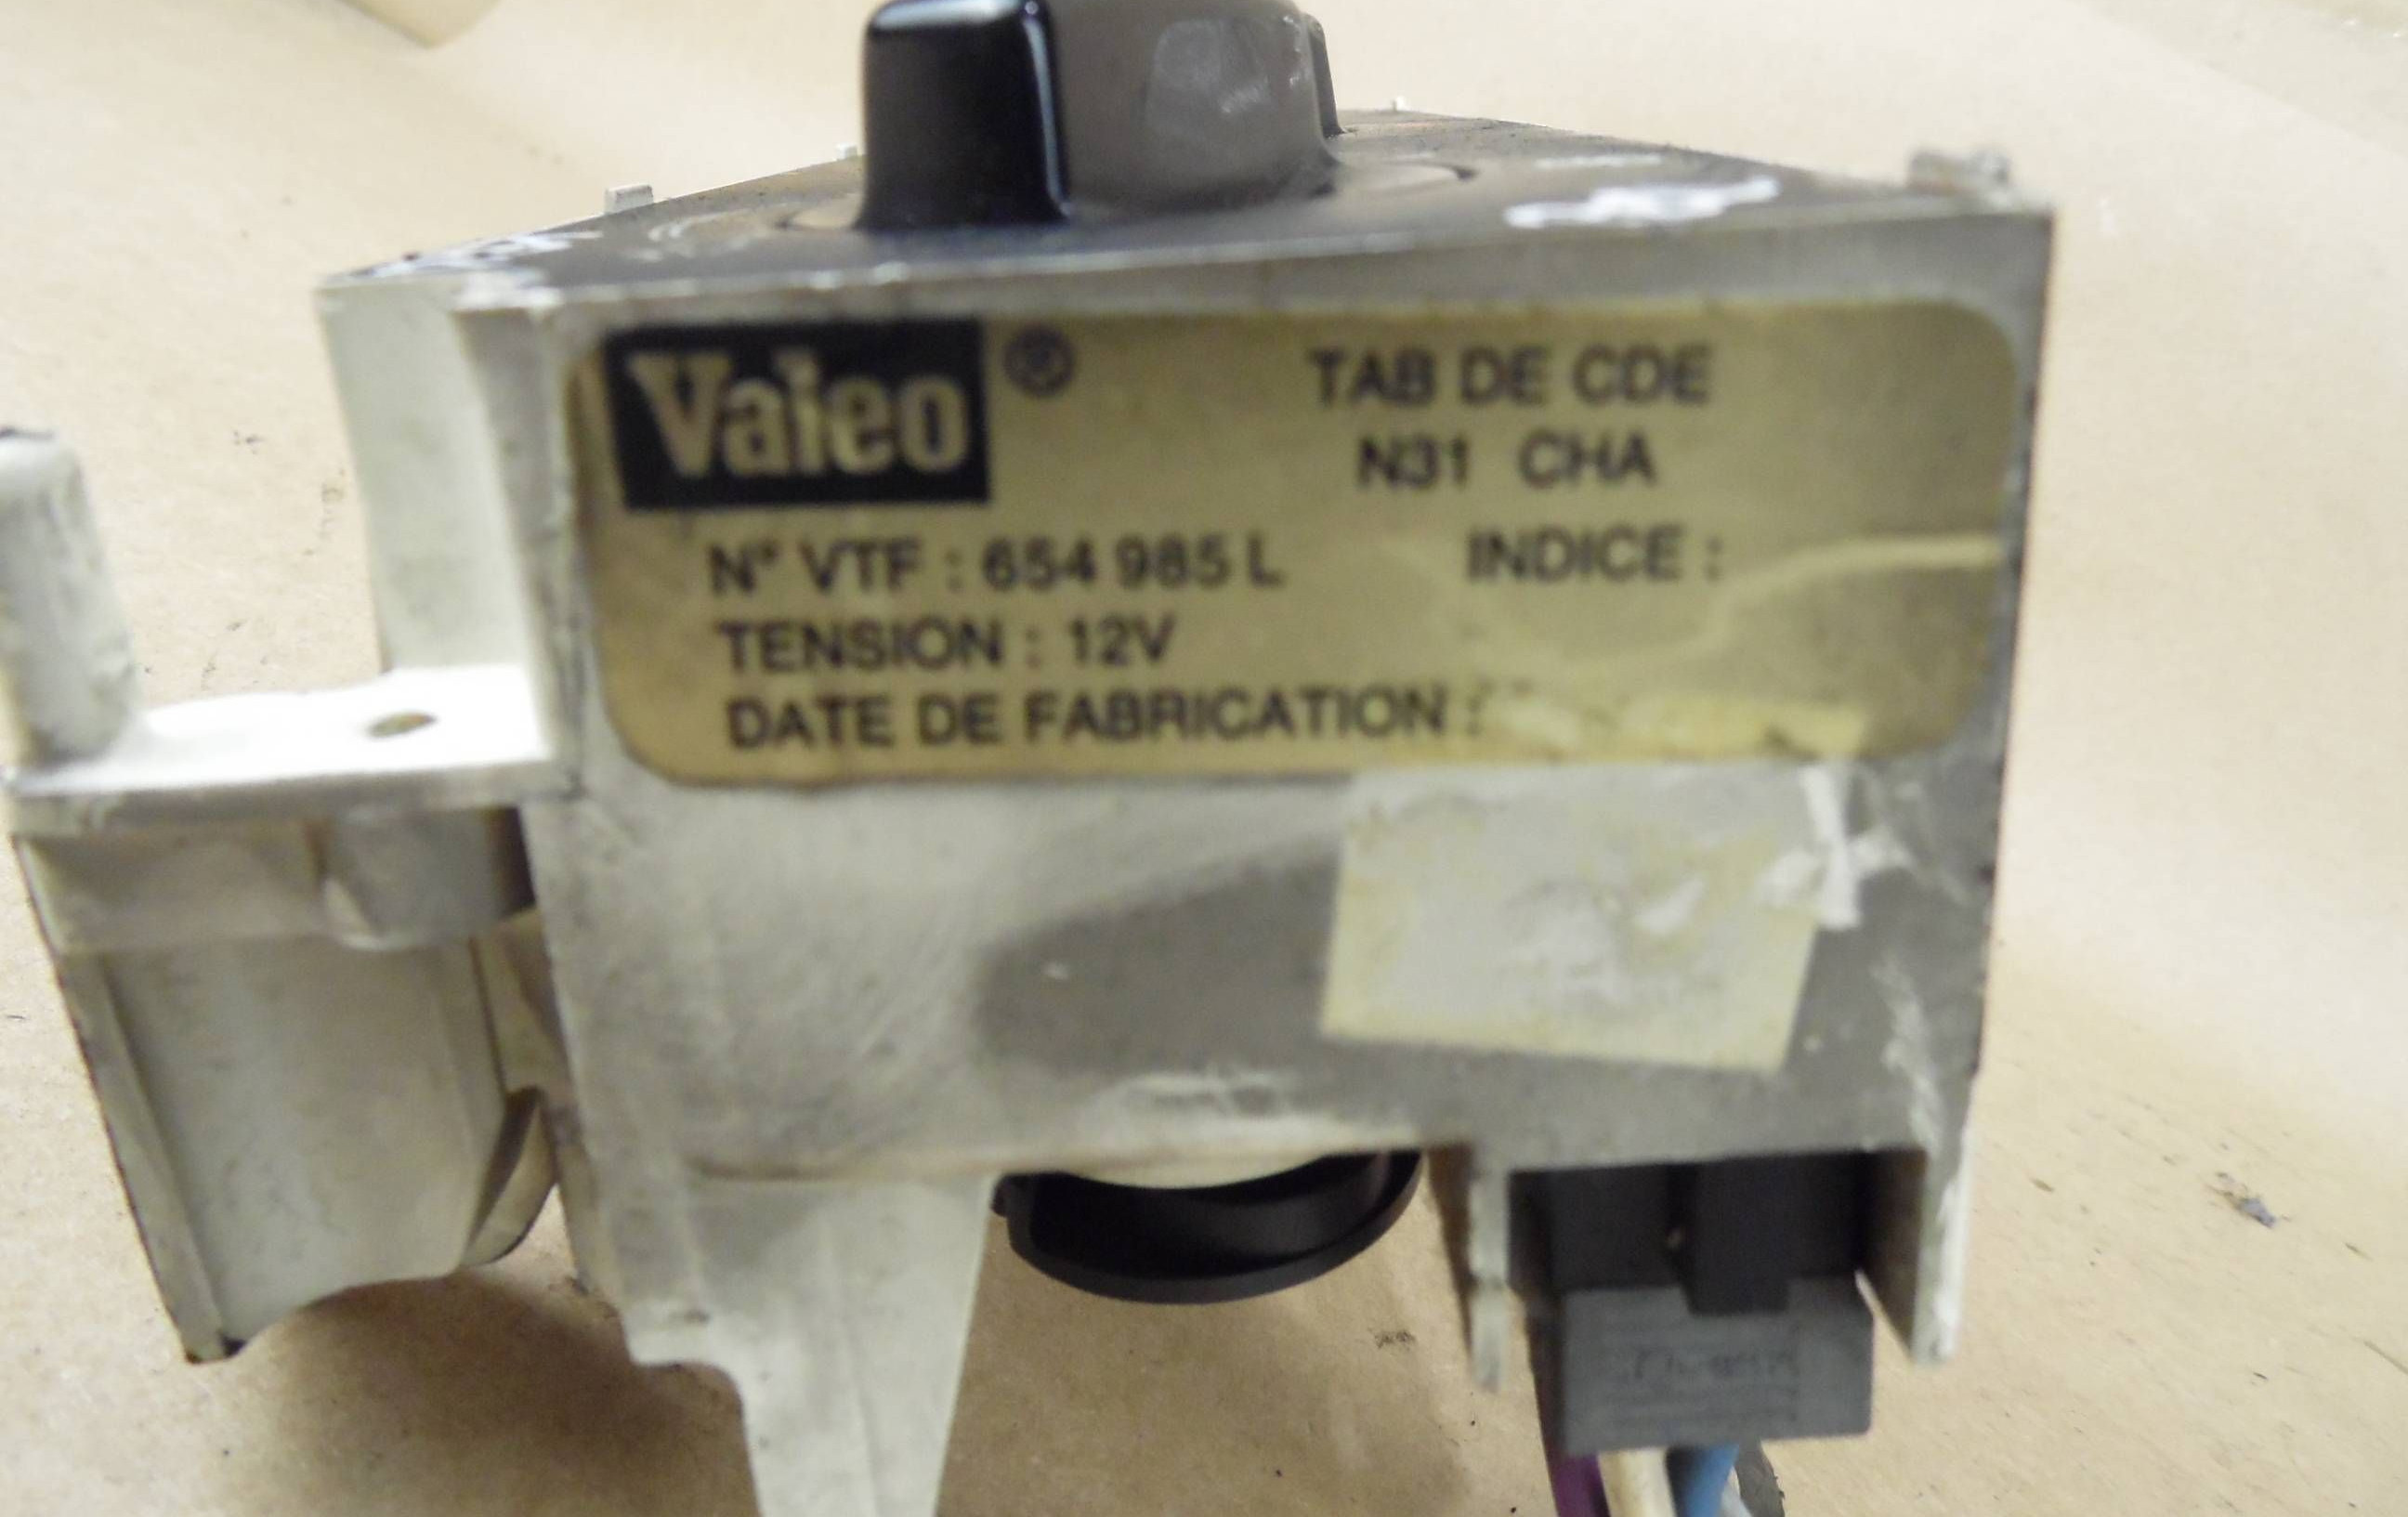 Valeo ®
TAB DE CDE
N31 CHA
N° VTF : 654 985 L
INDICE :
TENSION : 12V
DATE DE FABRICATION :